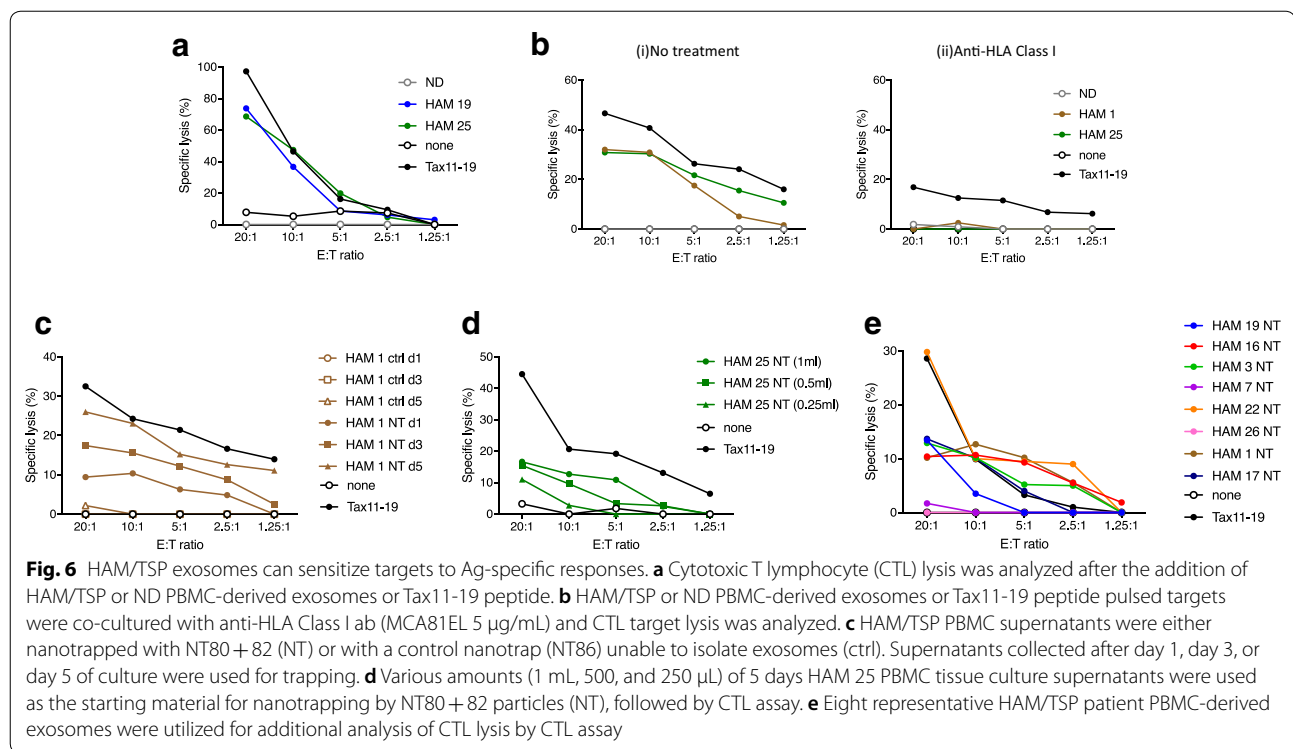 a
Specific lysis (%)
100
80
60
40
20
0
20:1 10:1 5:1 2.5:1 1.25:1
E:T ratio
ND
HAM 19
HAM 25
none
Tax11-19
b
(i)No treatment
Specific lysis (%)
60
40
20
0
20:1 10:1 5:1 2.5:1 1.25:1
E:T ratio
(ii)Anti-HLA Class I
Specific lysis (%)
60
40
20
0
20:1 10:1 5:1 2.5:1 1.25:1
E:T ratio
ND
HAM 1
HAM 25
none
Tax11-19
c
Specific lysis (%)
40
30
20
10
0
20:1 10:1 5:1 2.5:1 1.25:1
E:T ratio
HAM 1 ctrl d1
HAM 1 ctrl d3
HAM 1 ctrl d5
HAM 1 NT d1
HAM 1 NT d3
HAM 1 NT d5
none
Tax11-19
d
Specific lysis (%)
50
40
30
20
10
0
20:1 10:1 5:1 2.5:1 1.25:1
E:T ratio
HAM 25 NT (1ml)
HAM 25 NT (0.5ml)
HAM 25 NT (0.25ml)
none
Tax11-19
e
Specific lysis (%)
30
20
10
0
20:1 10:1 5:1 2.5:1 1.25:1
E:T ratio
HAM 19 NT
HAM 16 NT
HAM 3 NT
HAM 7 NT
HAM 22 NT
HAM 26 NT
HAM 1 NT
HAM 17 NT
none
Tax11-19
Fig. 6 HAM/TSP exosomes can sensitize targets to Ag-specific responses. a Cytotoxic T lymphocyte (CTL) lysis was analyzed after the addition of
HAM/TSP or ND PBMC-derived exosomes or Tax11-19 peptide. b HAM/TSP or ND PBMC-derived exosomes or Tax11-19 peptide pulsed targets
were co-cultured with anti-HLA Class I ab (MCA81EL 5 µg/mL) and CTL target lysis was analyzed. c HAM/TSP PBMC supernatants were either
nanotrapped with NT80 + 82 (NT) or with a control nanotrap (NT86) unable to isolate exosomes (ctrl). Supernatants collected after day 1, day 3, or
day 5 of culture were used for trapping. d Various amounts (1 mL, 500, and 250 µL) of 5 days HAM 25 PBMC tissue culture supernatants were used
as the starting material for nanotrapping by NT80 + 82 particles (NT), followed by CTL assay. e Eight representative HAM/TSP patient PBMC-derived
exosomes were utilized for additional analysis of CTL lysis by CTL assay